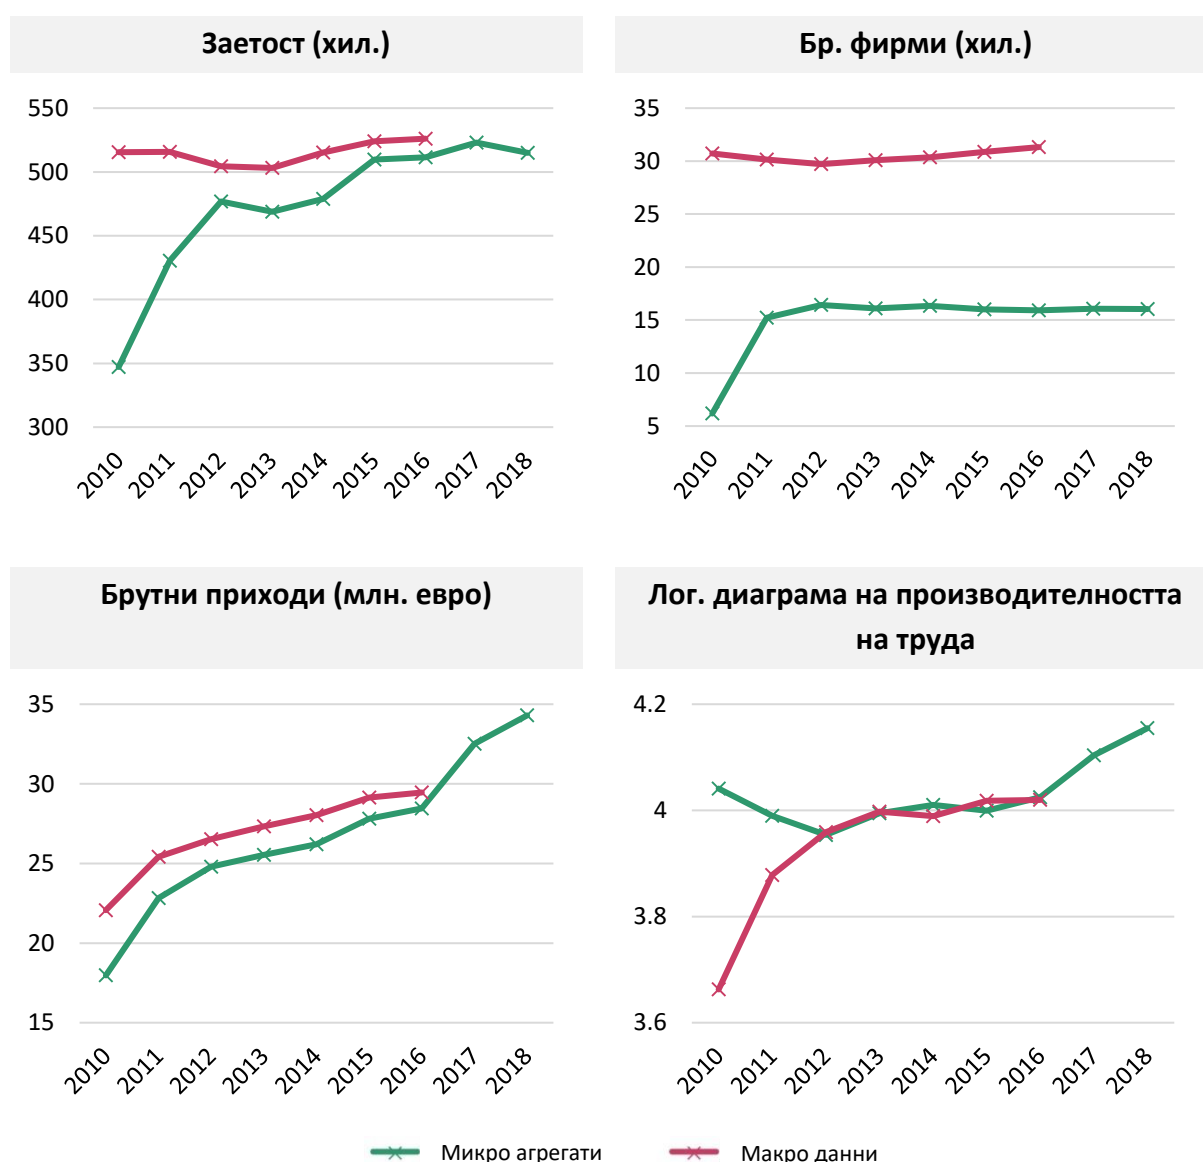 Заетост (хил.)
550
500
450
400
350
300
2010 2011 2012 2013 2014 2015 2016 2017 2018
Бр. фирми (хил.)
35
30
25
20
15
10
5
2010 2011 2012 2013 2014 2015 2016 2017 2018
Брутни приходи (млн. евро)
35
30
25
20
15
2010 2011 2012 2013 2014 2015 2016 2017 2018
Лог. диаграма на производителността
на труда
4.2
4
3.8
3.6
2010 2011 2012 2013 2014 2015 2016 2017 2018
Микро агрегати Макро данни